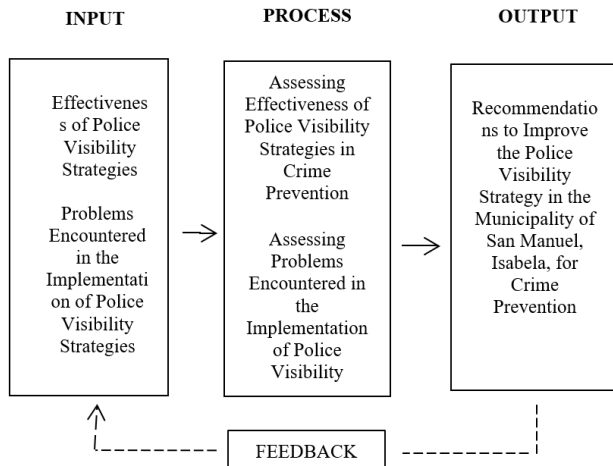 INPUT
PROCESS
OUTPUT
Effectivenes
s of Police
Visibility
Strategies
Problems
Encountered
in the
Implementati
on of Police
Visibility
Strategies
Assessing
Effectiveness of
Police Visibility
Strategies in
Crime
Prevention
Assessing
Problems
Encountered in
the
Implementation
of Police
Visibility
Recommendatio
ns to Improve
the Police
Visibility
Strategy in the
Municipality of
San Manuel,
Isabela, for
Crime
Prevention
FEEDBACK